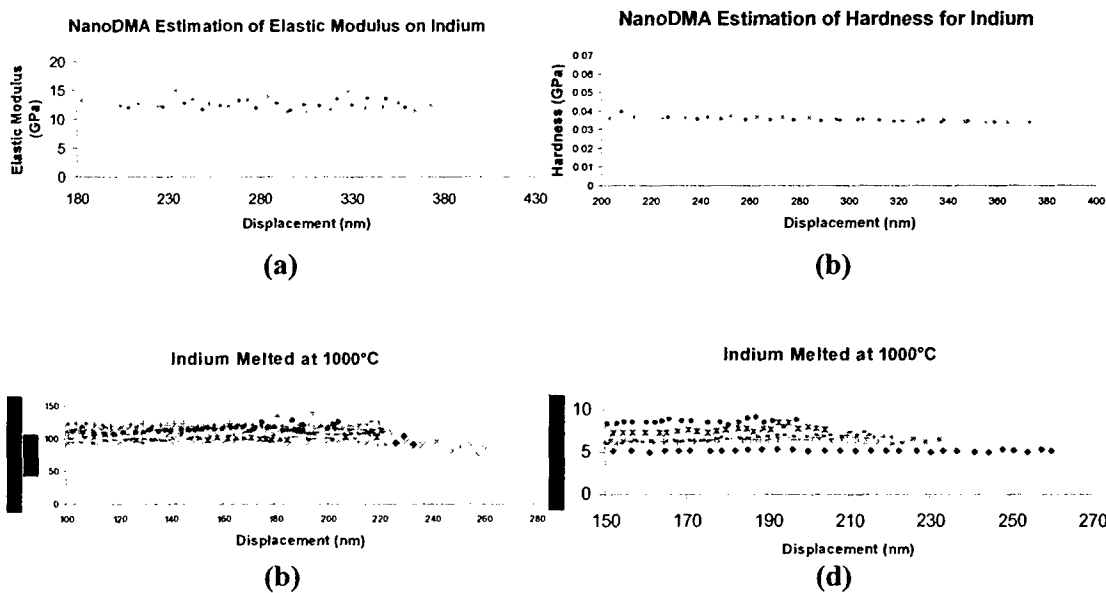 NanoDMA Estimation of Elastic Modulus on Indium
Elastic Modulus
(GPa)
20
15
10
5
0
180 230 280 330 380 430
Displacement (nm)
(a)
NanoDMA Estimation of Hardness for Indium
Hardness (GPa)
0 07
0 06
0 05
0 04
0 03
0 02
0 01
0
200 220 240 260 280 300 320 340 360 380 400
Displacement (nm)
(b)
Indium Melted at 1000°C
150
100
50
0
100 120 140 160 180 200 220 240 260 280
Displacement (nm)
(b)
Indium Melted at 1000°C
10
5
0
150 170 190 210 230 250 270
Displacement (nm)
(d)